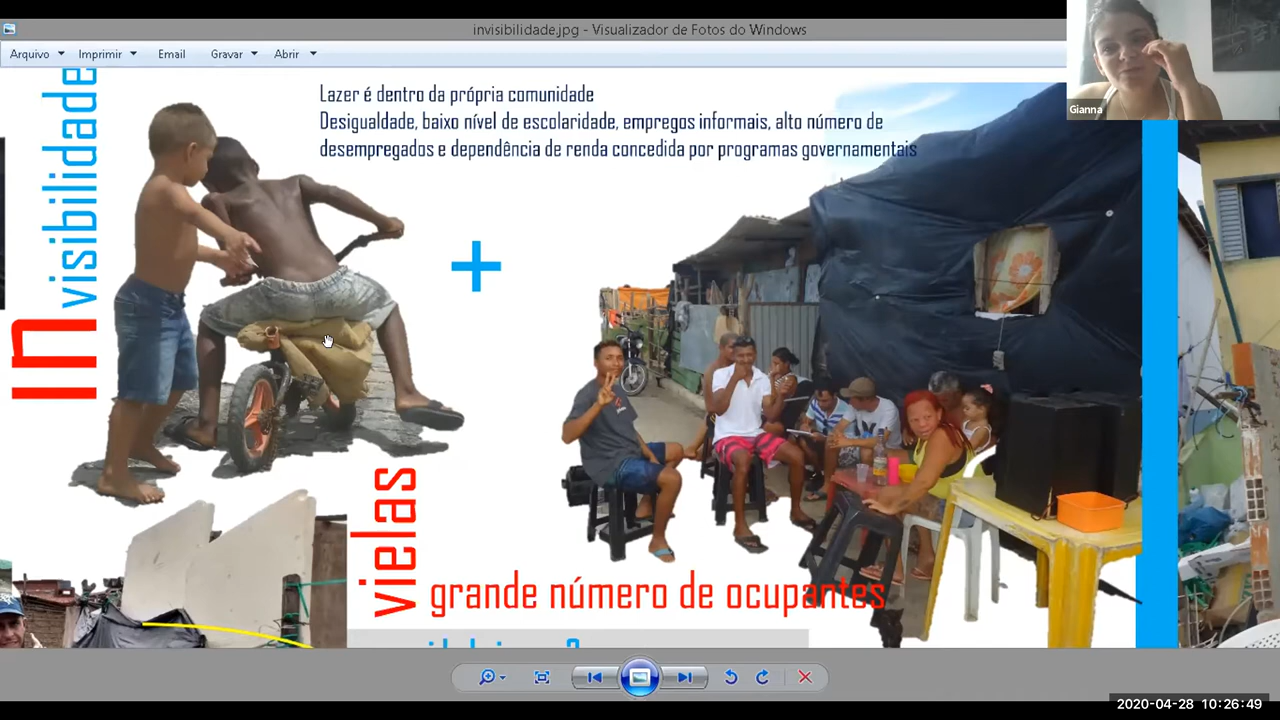 invisibilidade.jpg - Visualizador de Fotos do Windows
Arquivo Imprimir Email Gravar Abrir
Gianna
INvisibilidade
Lazer é dentro da própria comunidade
Desigualdade, baixo nível de escolaridade, empregos informais, alto número de
desempregados e dependência de renda concedida por programas governamentais
+
vielas
grande número de ocupantes
2020-04-28 10:26:49